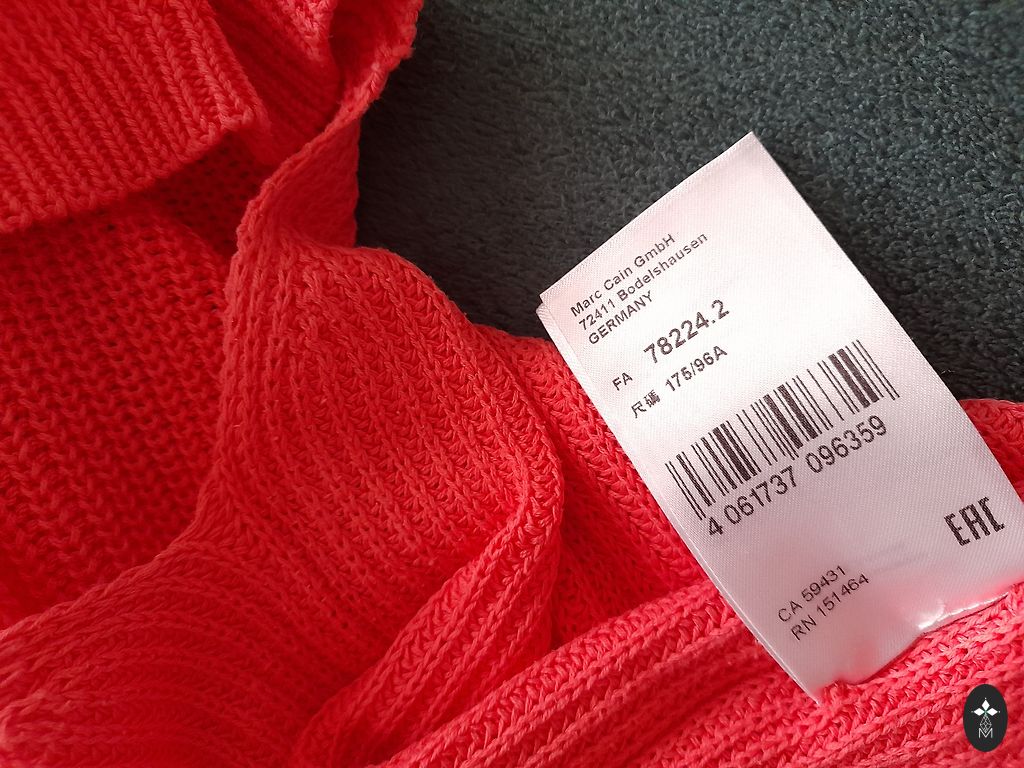 Marc Cain GmbH
72411 Bodelshausen
GERMANY
FA 78224.2
尺碼 175/96A
4 061737 096359
EAC
CA 59431
RN 151464
M